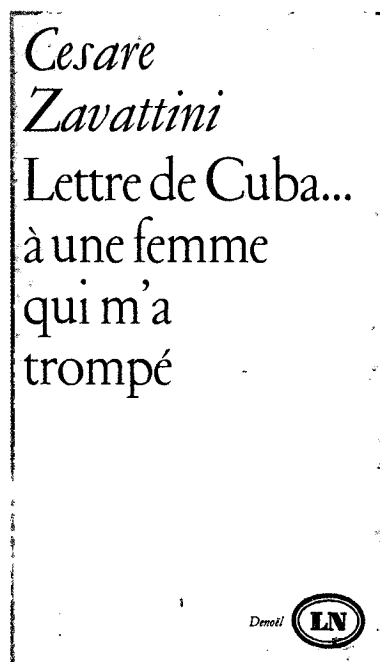 Cesare
Zavattini
Lettre de Cuba...
à une femme
qui m'a
trompé
Denoël LN